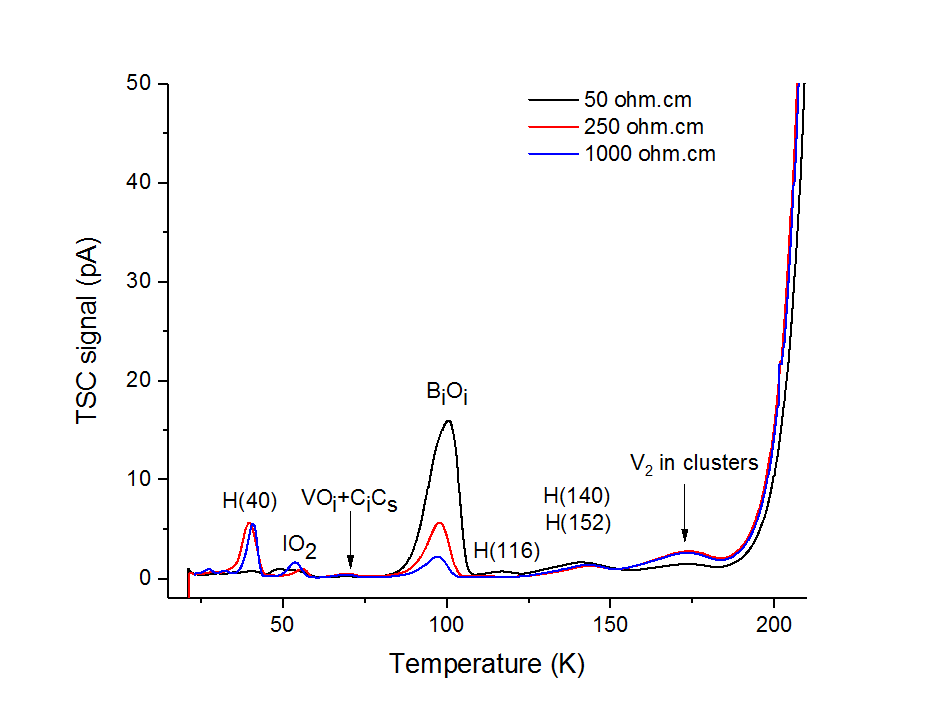 50 ohm.cm
250 ohm.cm
1000 ohm.cm
TSC signal (pA)
50
40
30
20
10
0
BiOi
V2 in clusters
H(40)
VOi+CiCs
H(140)
H(152)
IO2
H(116)
50
100
150
200
Temperature (K)